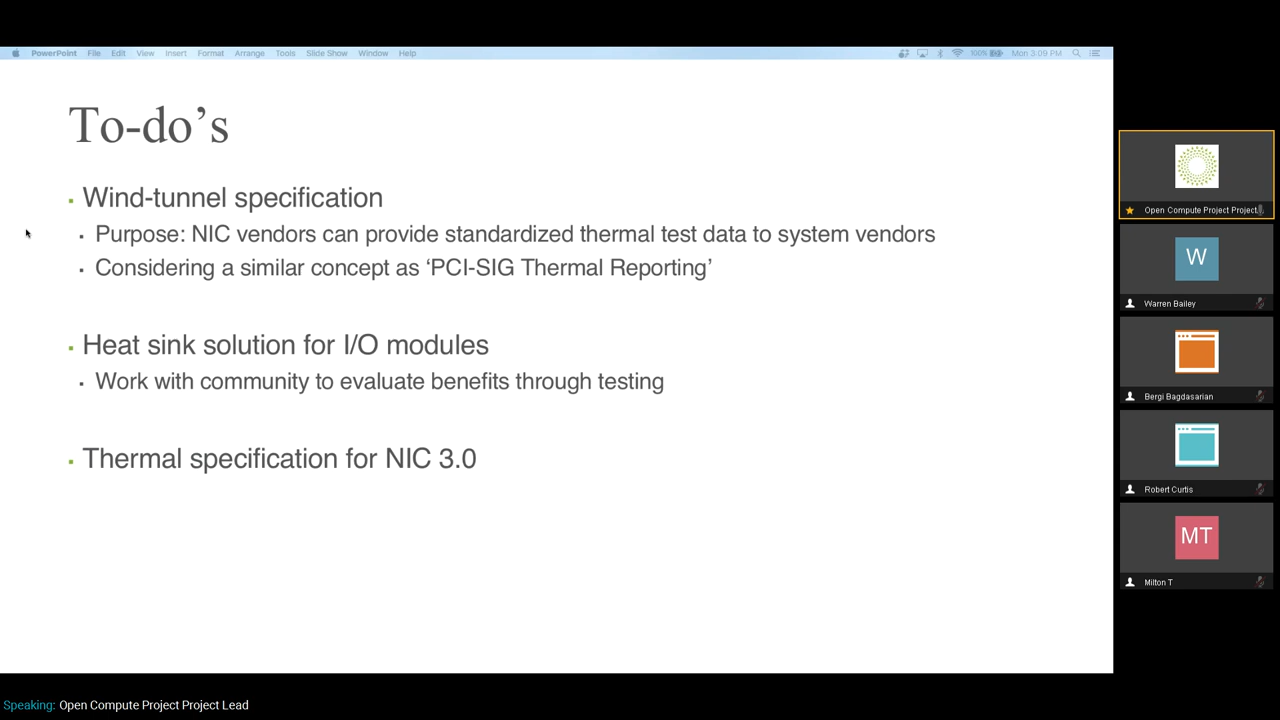 PowerPoint File Edit View Insert Format Arrange Tools Slide Show Window Help 100% Mon 3:09 PM
To-do’s
Wind-tunnel specification
Purpose: NIC vendors can provide standardized thermal test data to system vendors
Considering a similar concept as ‘PCI-SIG Thermal Reporting’
Heat sink solution for I/O modules
Work with community to evaluate benefits through testing
Thermal specification for NIC 3.0
Open Compute Project Project
W
Warren Bailey
Bergi Bagdasarian
Robert Curtis
MT
Milton T
Speaking: Open Compute Project Project Lead